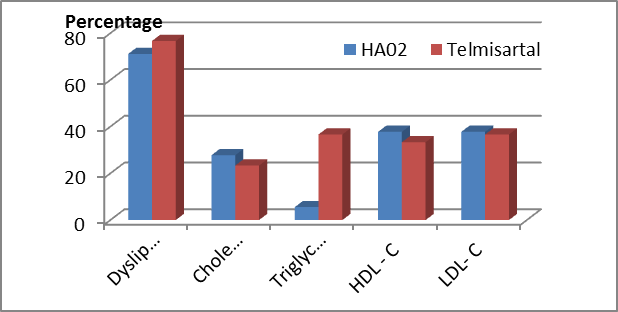 Percentage
HA02 Telmisartal
80
60
40
20
0
Dyslip...
Chole...
Triglyc...
HDL - C
LDL- C